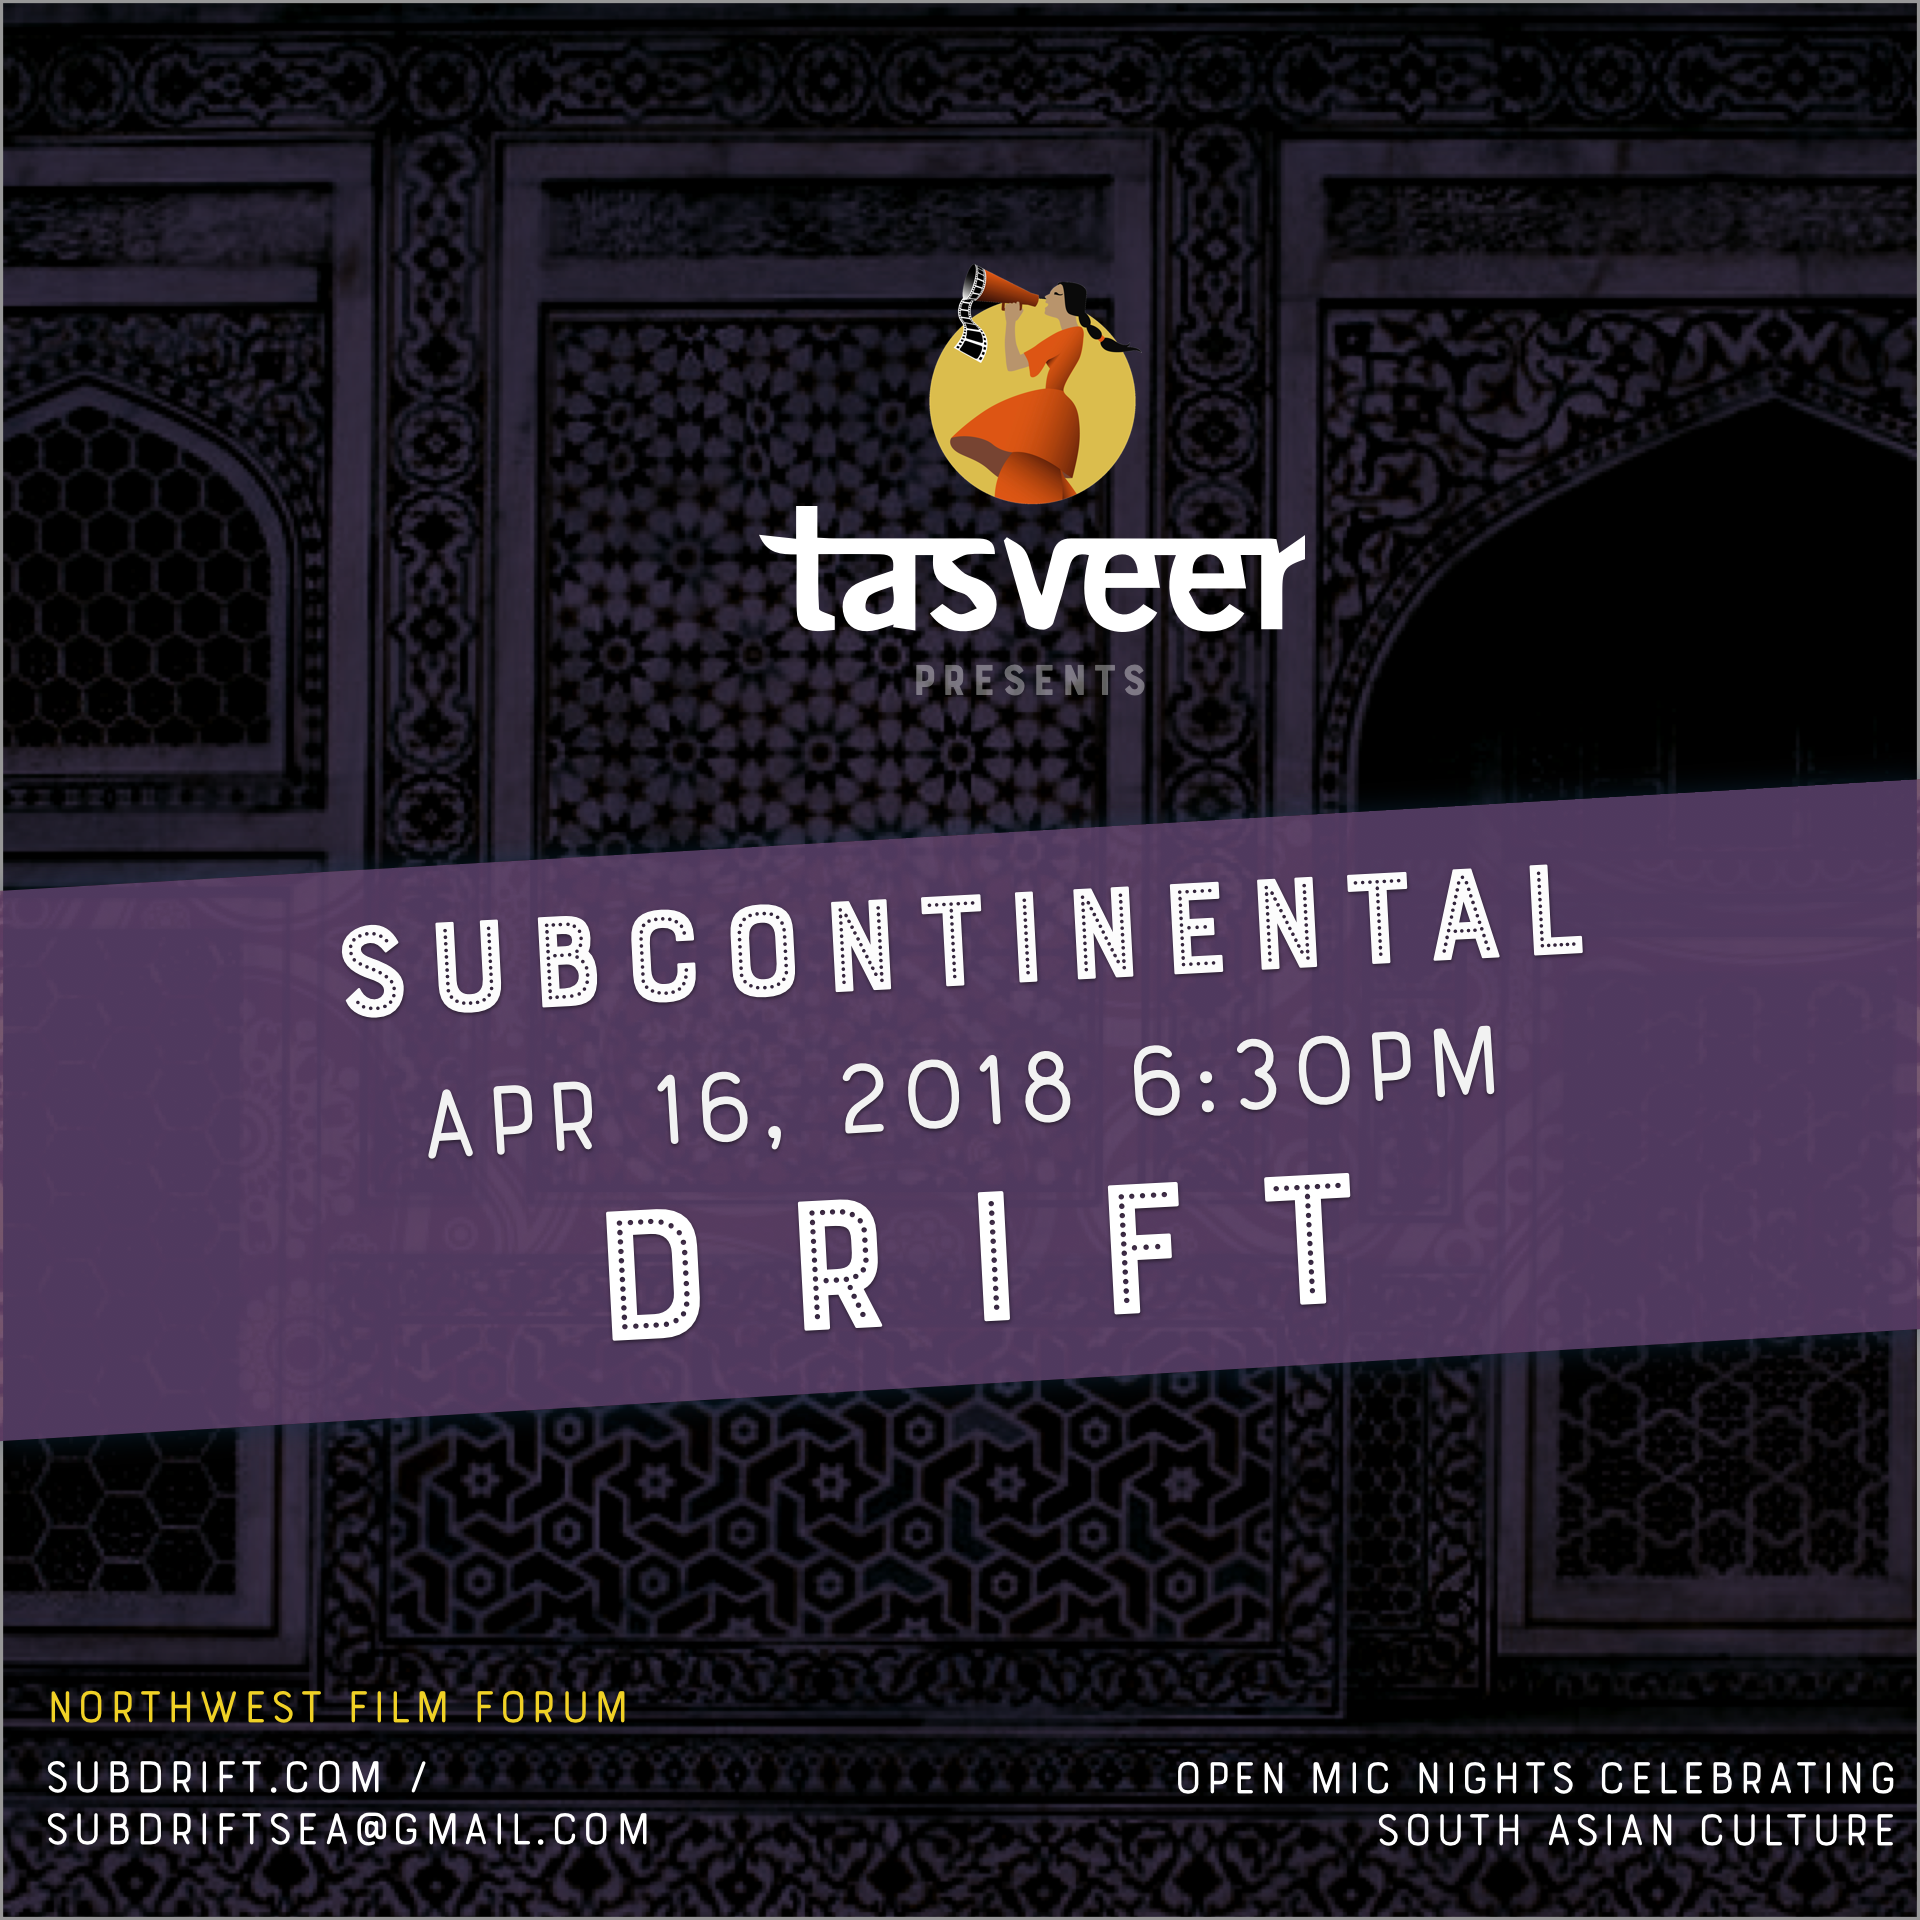 tasveer
PRESENTS
SUBCONTINENTAL
APR 16, 2018 6:30PM
DRIFT
NORTHWEST FILM FORUM
SUBDRIFT.COM /
SUBDRIFTSEA@GMAIL.COM
OPEN MIC NIGHTS CELEBRATING
SOUTH ASIAN CULTURE